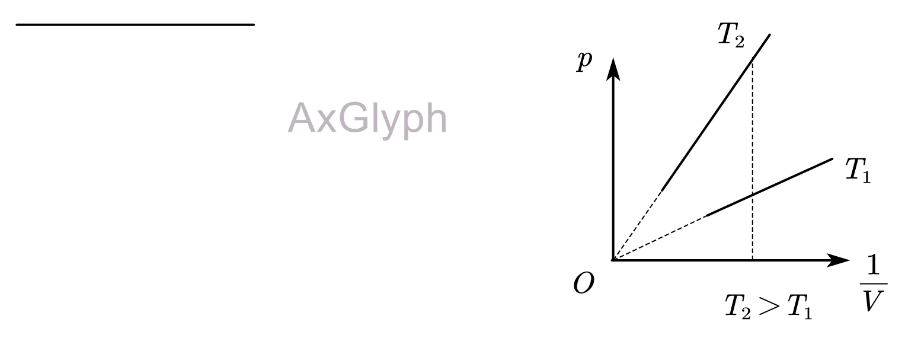 T₂
p
AxGlyph
T₁
O
1/V
T₂ > T₁